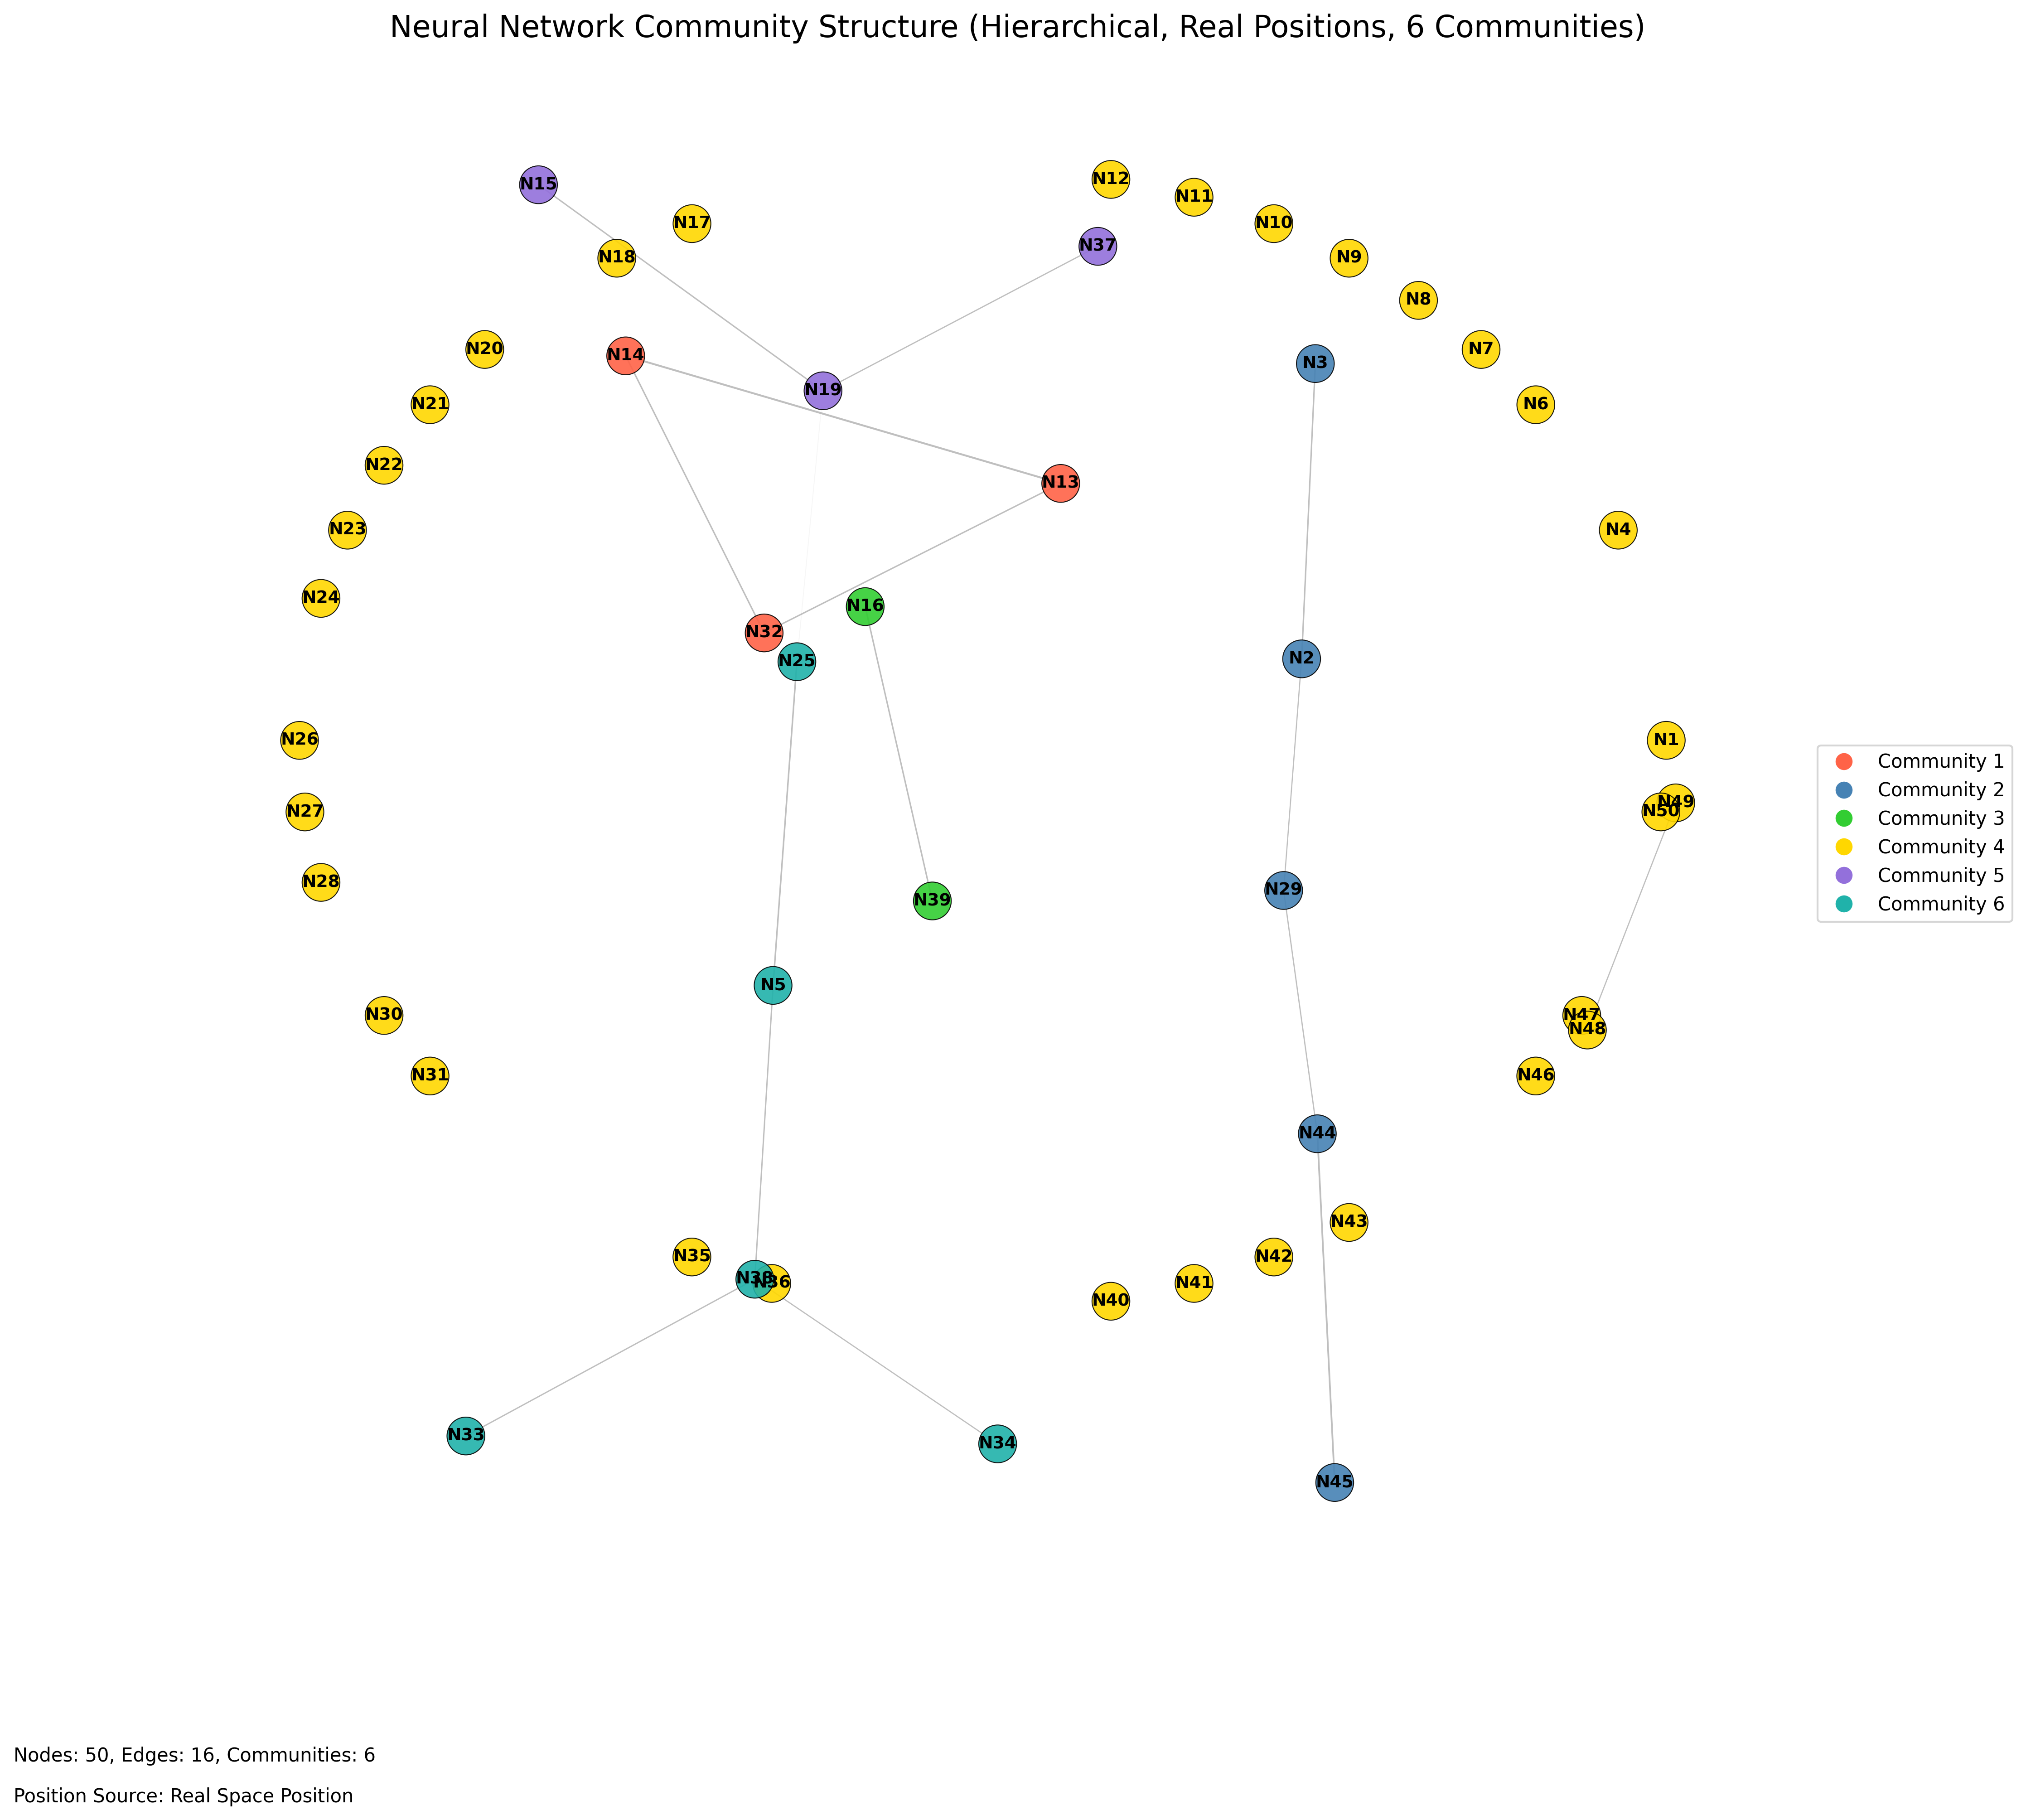 Neural Network Community Structure (Hierarchical, Real Positions, 6 Communities)
N15
N12
N11
N17
N10
N37
N18
N9
N8
N20
N14
N7
N3
N19
N21
N6
N22
N13
N23
N4
N24
N16
N32
N25
N2
N26
N1
N49
N50
N27
N28
N29
N39
N5
N30
N47
N48
N31
N46
N44
N43
N35
N42
N38
N36
N41
N40
N33
N34
N45
Community 1
Community 2
Community 3
Community 4
Community 5
Community 6
Nodes: 50, Edges: 16, Communities: 6
Position Source: Real Space Position